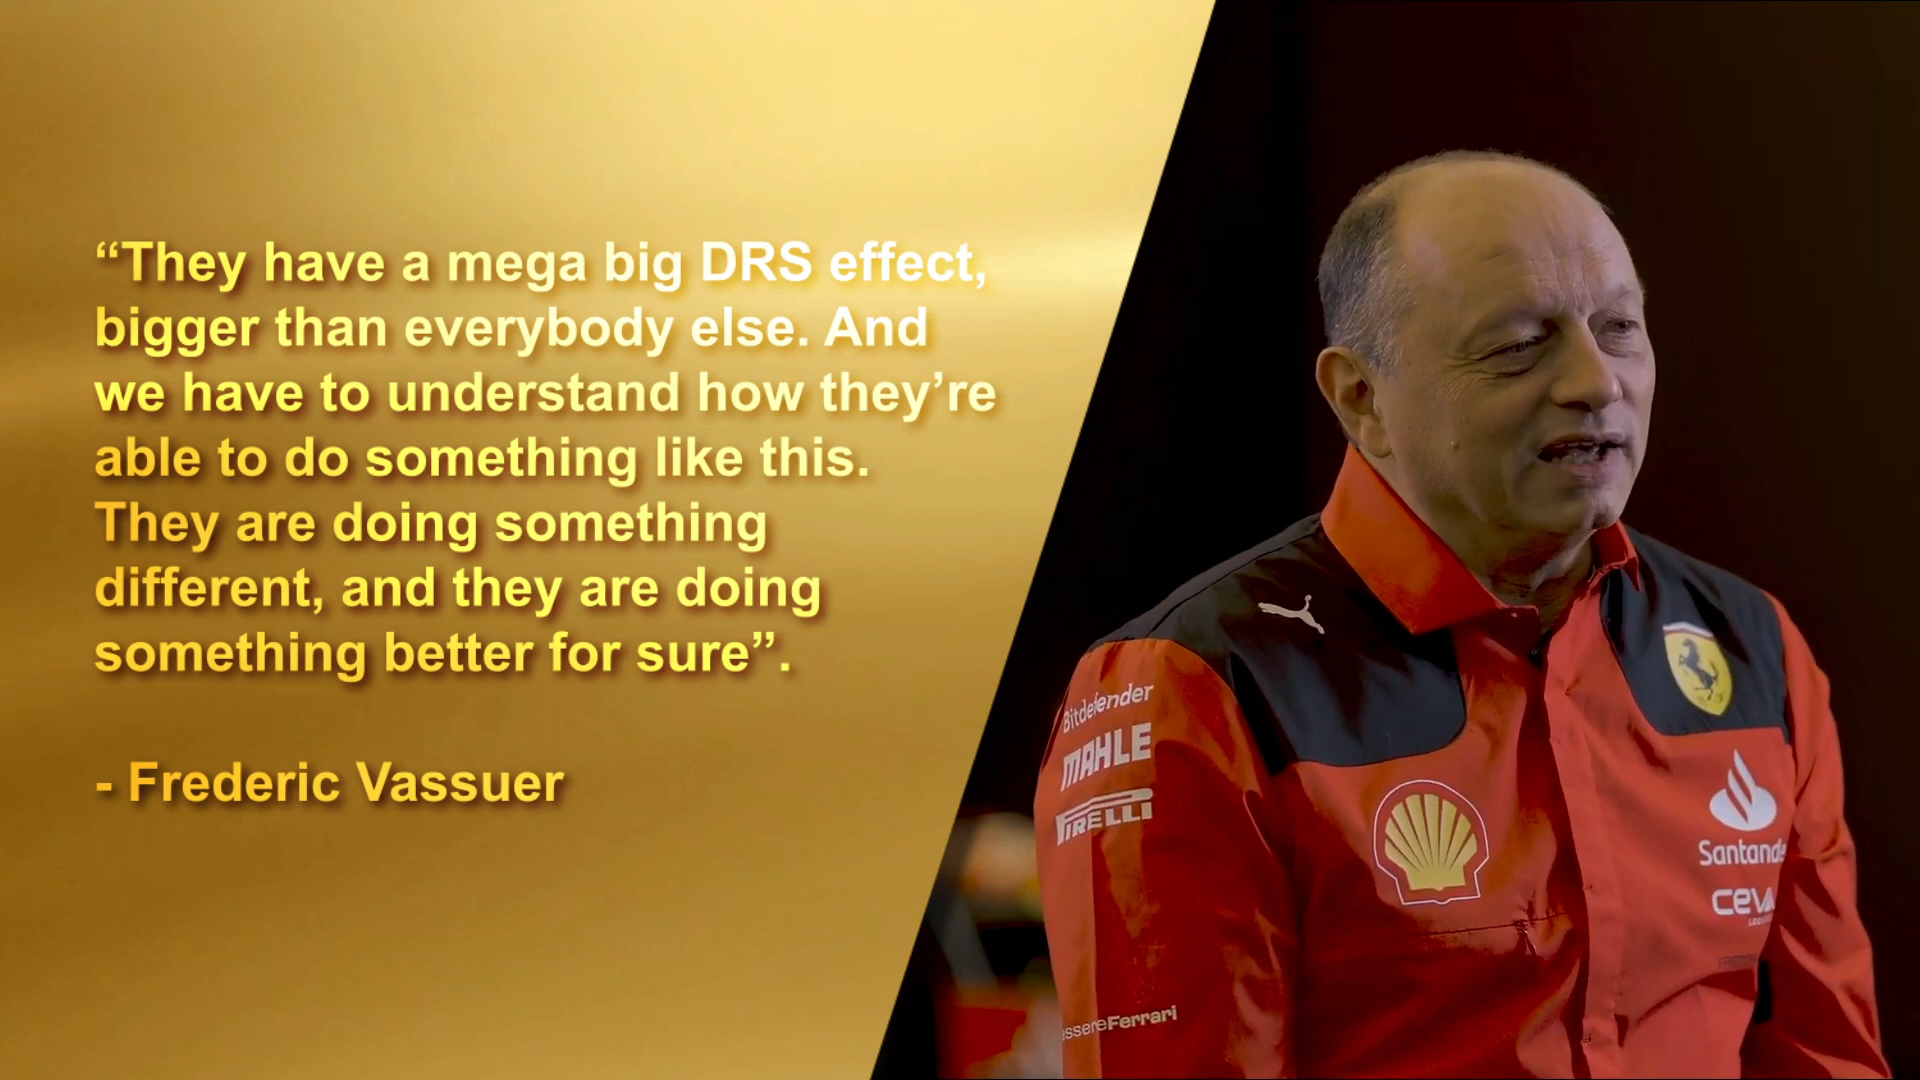 “They have a mega big DRS effect,
bigger than everybody else. And
we have to understand how they’re
able to do something like this.
They are doing something
different, and they are doing
something better for sure”.
- Frederic Vassuer
Bitdefender
MAHLE
PIRELLI
Santand
CEVA
essereFerrari